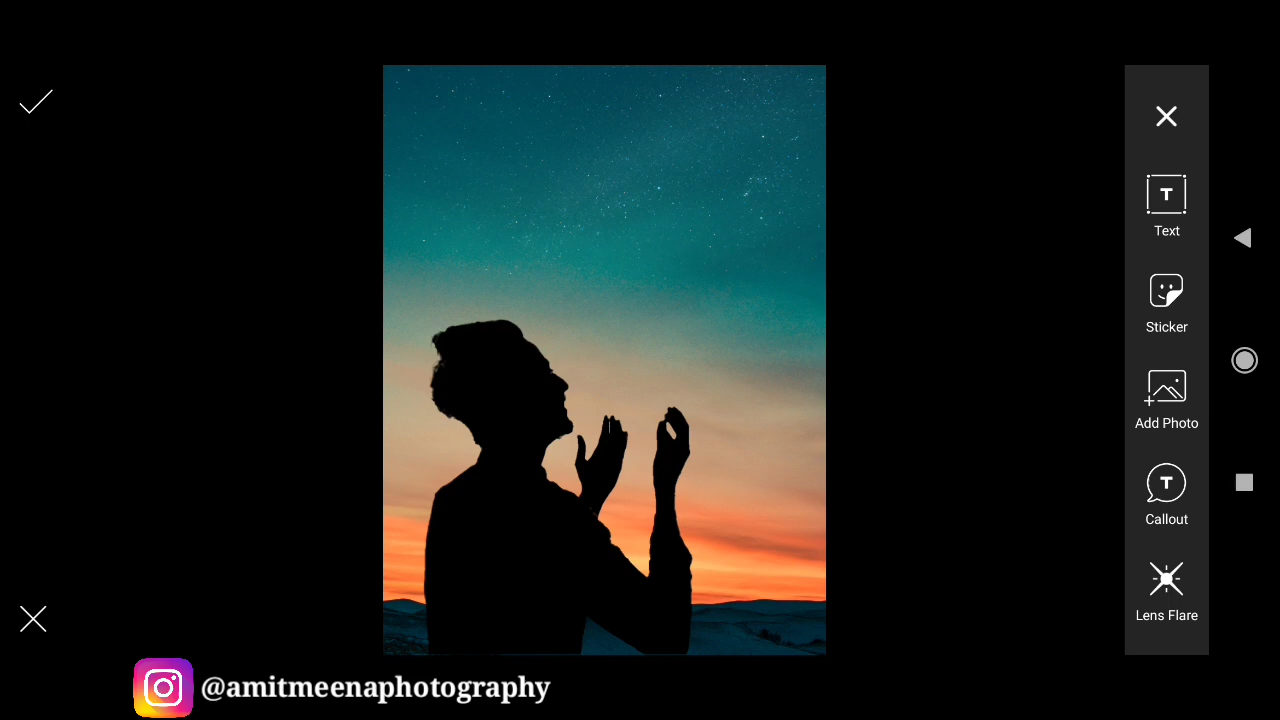 Text
Sticker
Add Photo
Callout
Lens Flare
@amitmeenaphotography